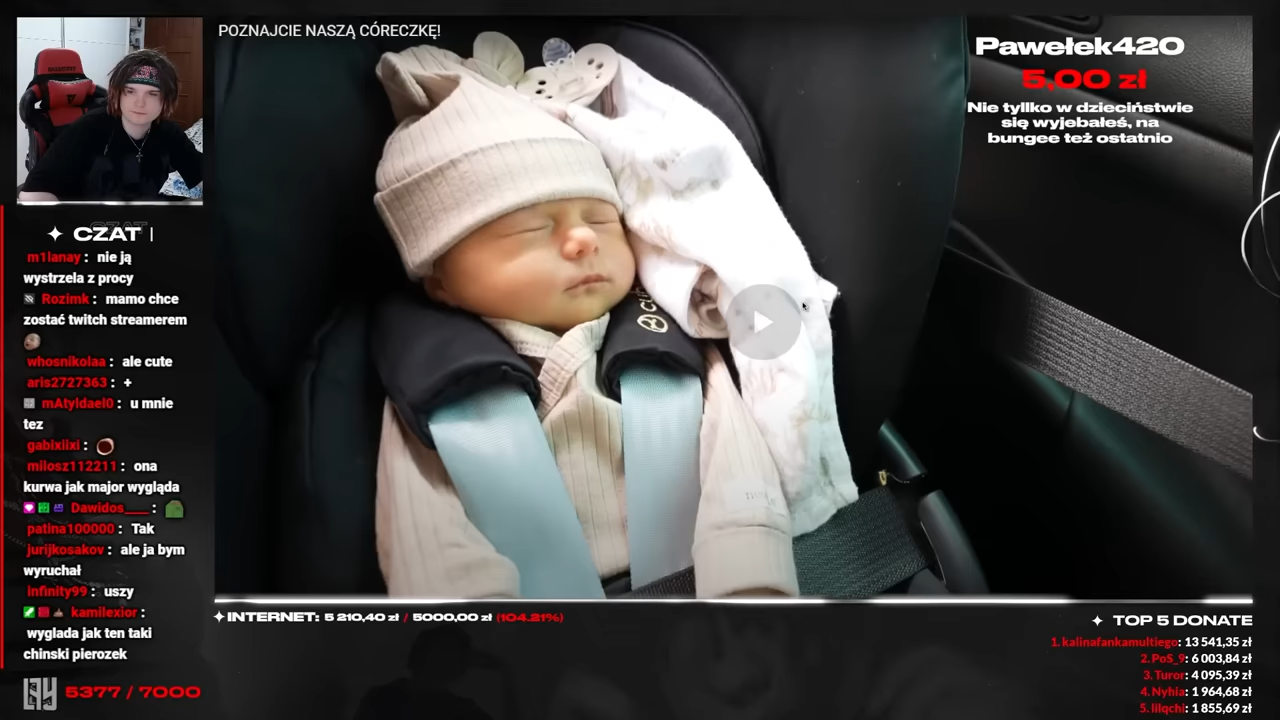 POZNAJCIE NASZĄ CÓRECZKĘ!
Pawełek420
5,00 zł
Nie tyllko w dzieciństwie
się wyjebałeś, na
bungee też ostatnio
✦ CZAT |
m1lanay : nie ją
wystrzela z procy
Rozimk : mamo chce
zostać twitch streamerem
whosnikolaa : ale cute
aris2727363 : +
mAtyldael0 : u mnie
tez
gabixiixi :
milosz112211 : ona
kurwa jak major wygląda
Dawidos___ :
patina100000 : Tak
jurijkosakov : ale ja bym
wyruchał
infinity99 : uszy
kamilexior :
wyglada jak ten taki
chinski pierozek
5377 / 7000
✦INTERNET: 5 210,40 zł / 5000,00 zł (104.21%)
✦ TOP 5 DONATE
1. kalinafankamultiego: 13 541,35 zł
2. PoS_9: 6 003,84 zł
3. Turor: 4 095,39 zł
4. Nyhia: 1 964,68 zł
5. lilqchi: 1 855,69 zł